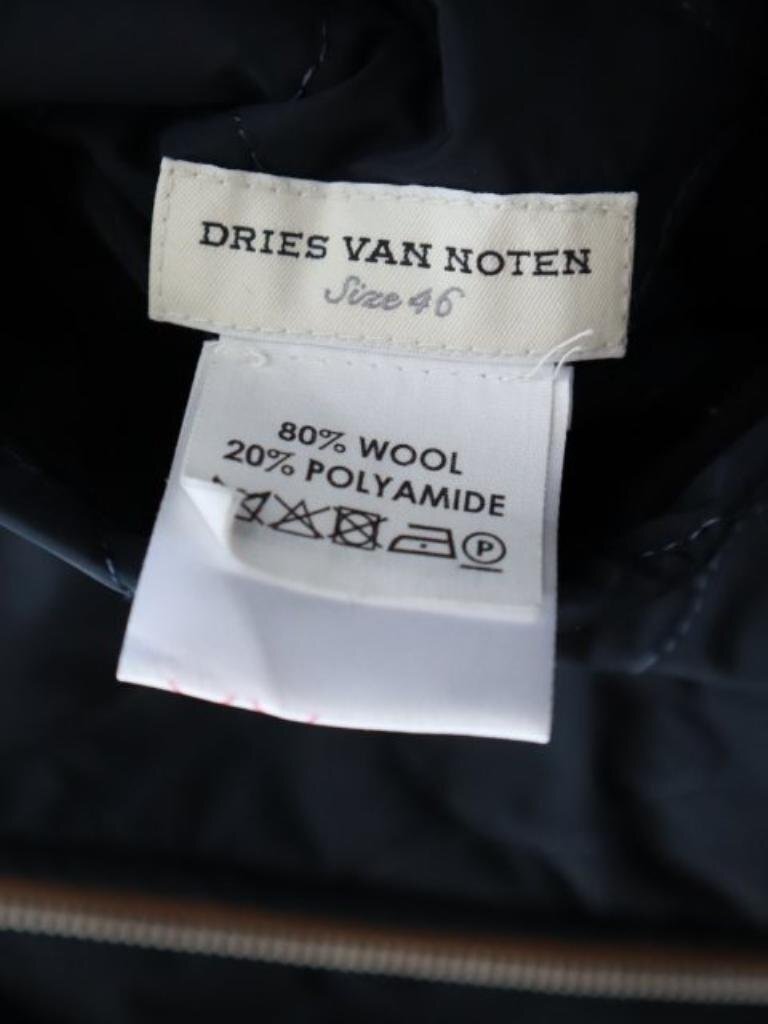 DRIES VAN NOTEN
Size 46
80% WOOL
20% POLYAMIDE
P